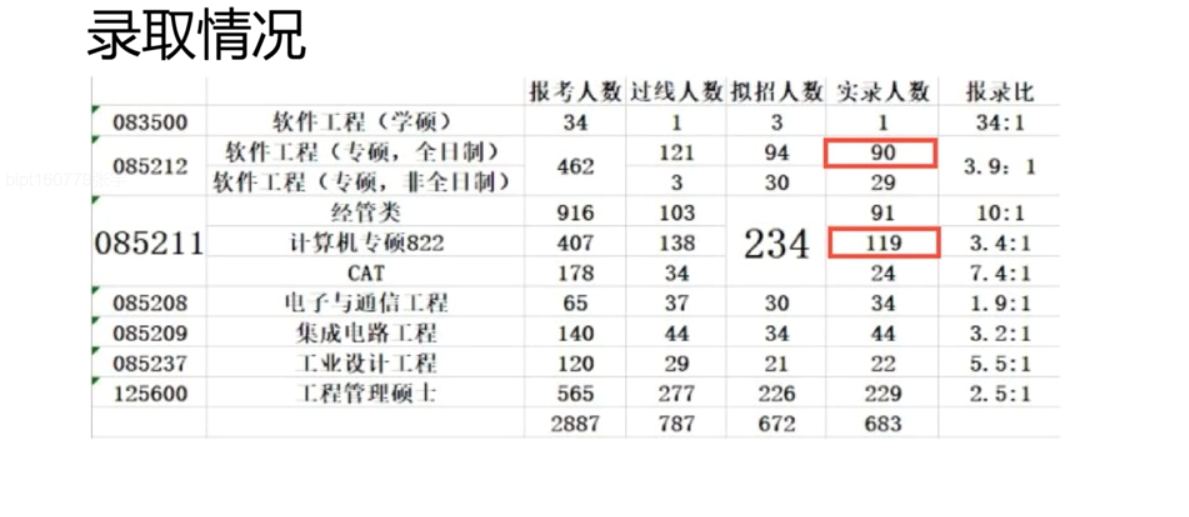 录取情况
报考人数 过线人数 拟招人数 实录人数 报录比
083500 软件工程（学硕） 34 1 3 1 34:1
085212 软件工程（专硕，全日制） 462 121 94 90 3.9：1
软件工程（专硕，非全日制） 3 30 29
085211 经管类 916 103 234 91 10:1
计算机专硕822 407 138 119 3.4:1
CAT 178 34 24 7.4:1
085208 电子与通信工程 65 37 30 34 1.9:1
085209 集成电路工程 140 44 34 44 3.2:1
085237 工业设计工程 120 29 21 22 5.5:1
125600 工程管理硕士 565 277 226 229 2.5:1
2887 787 672 683